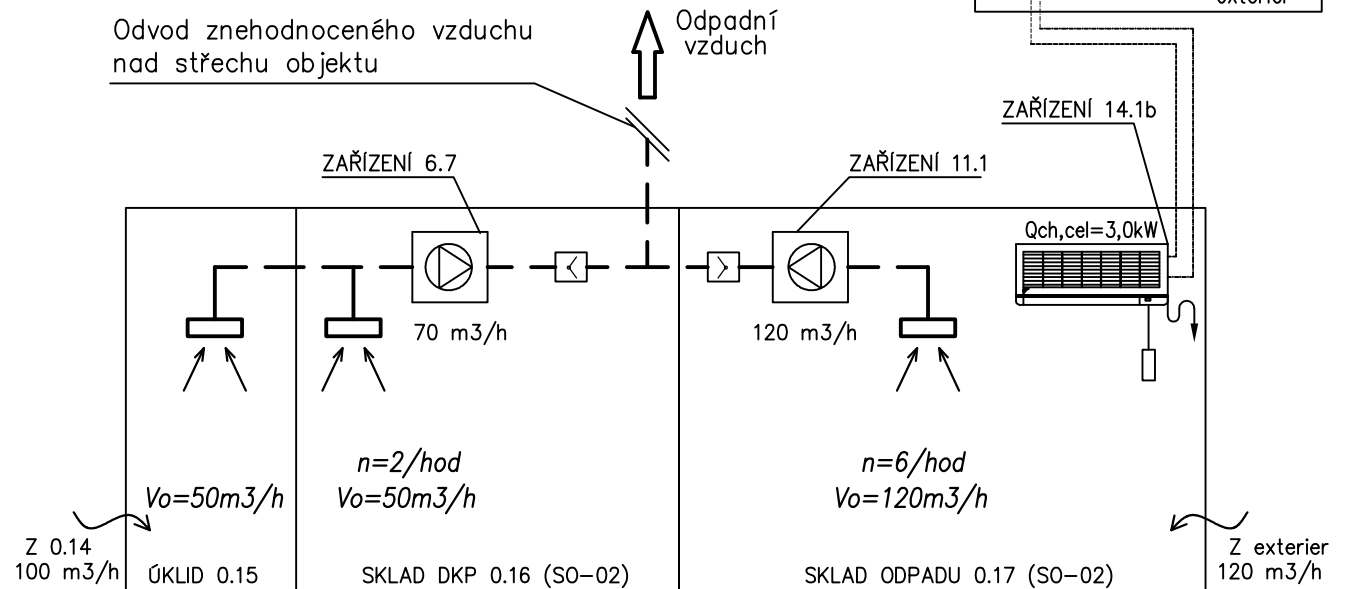 exteriér
Odvod znehodnoceného vzduchu
nad střechu objektu
Odpadní
vzduch
ZAŘÍZENÍ 14.1b
ZAŘÍZENÍ 6.7
ZAŘÍZENÍ 11.1
Qch,cel=3,0kW
70 m3/h
120 m3/h
n=2/hod
n=6/hod
Vo=50m3/h
Vo=50m3/h
Vo=120m3/h
Z 0.14
100 m3/h
ÚKLID 0.15
SKLAD DKP 0.16 (SO-02)
SKLAD ODPADU 0.17 (SO-02)
Z exterier
120 m3/h